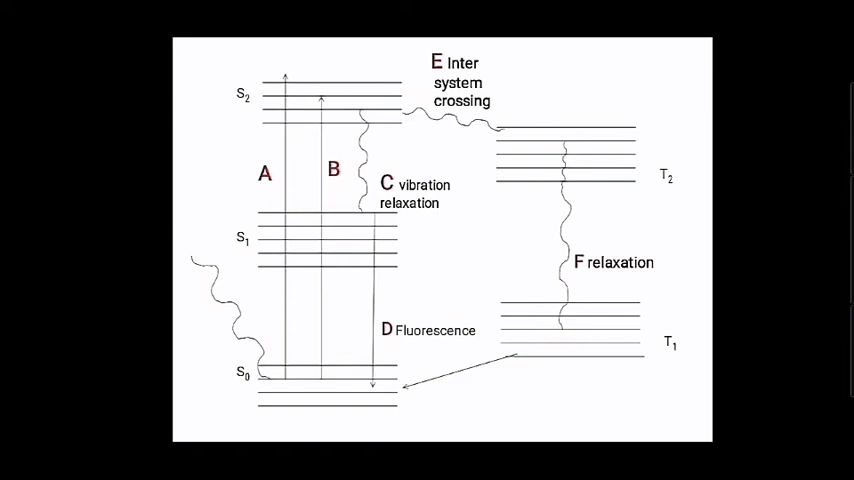 E Inter
system
crossing
S2
A
B
C vibration
relaxation
T2
S1
F relaxation
D Fluorescence
T1
S0